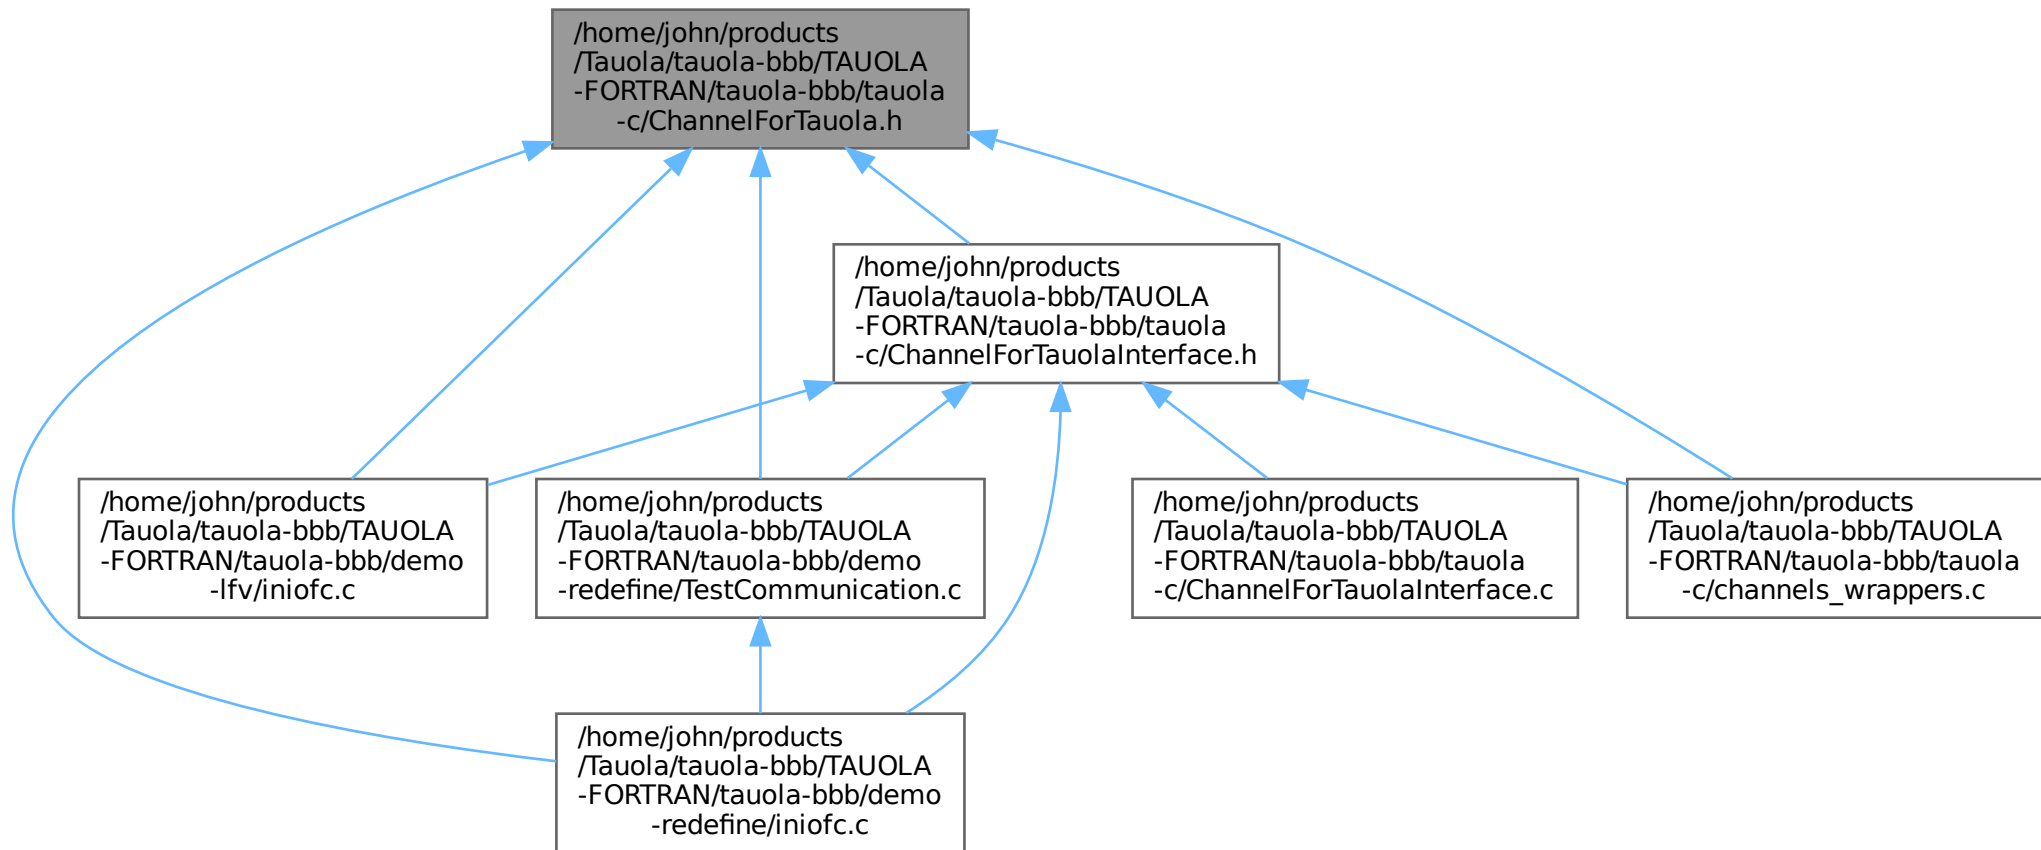 /home/john/products
/Tauola/tauola-bbb/TAUOLA
-FORTRAN/tauola-bbb/tauola
-c/ChannelForTauola.h
/home/john/products
/Tauola/tauola-bbb/TAUOLA
-FORTRAN/tauola-bbb/tauola
-c/ChannelForTauolaInterface.h
/home/john/products
/Tauola/tauola-bbb/TAUOLA
-FORTRAN/tauola-bbb/demo
-lfv/iniofc.c
/home/john/products
/Tauola/tauola-bbb/TAUOLA
-FORTRAN/tauola-bbb/demo
-redefine/TestCommunication.c
/home/john/products
/Tauola/tauola-bbb/TAUOLA
-FORTRAN/tauola-bbb/tauola
-c/ChannelForTauolaInterface.c
/home/john/products
/Tauola/tauola-bbb/TAUOLA
-FORTRAN/tauola-bbb/tauola
-c/channels_wrappers.c
/home/john/products
/Tauola/tauola-bbb/TAUOLA
-FORTRAN/tauola-bbb/demo
-redefine/iniofc.c